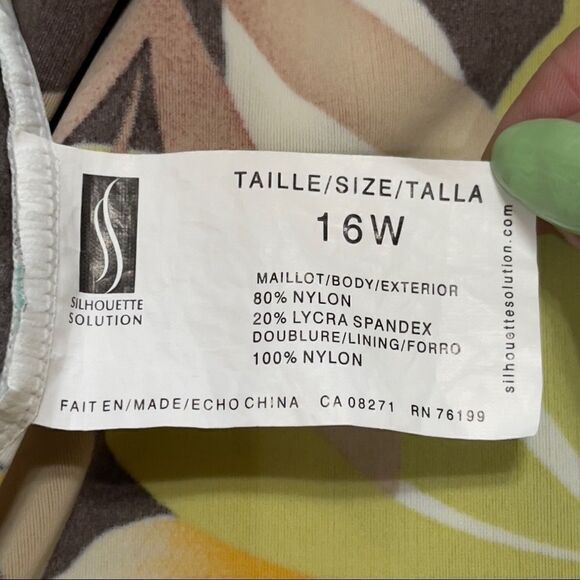 TAILLE/SIZE/TALLA
16W
SILHOUETTE
SOLUTION
MAILLOT/BODY/EXTERIOR
80% NYLON
20% LYCRA SPANDEX
DOUBLURE/LINING/FORRO
100% NYLON
FAIT EN/MADE/ECHO CHINA CA 08271 RN 76199
silhouettesolution.com